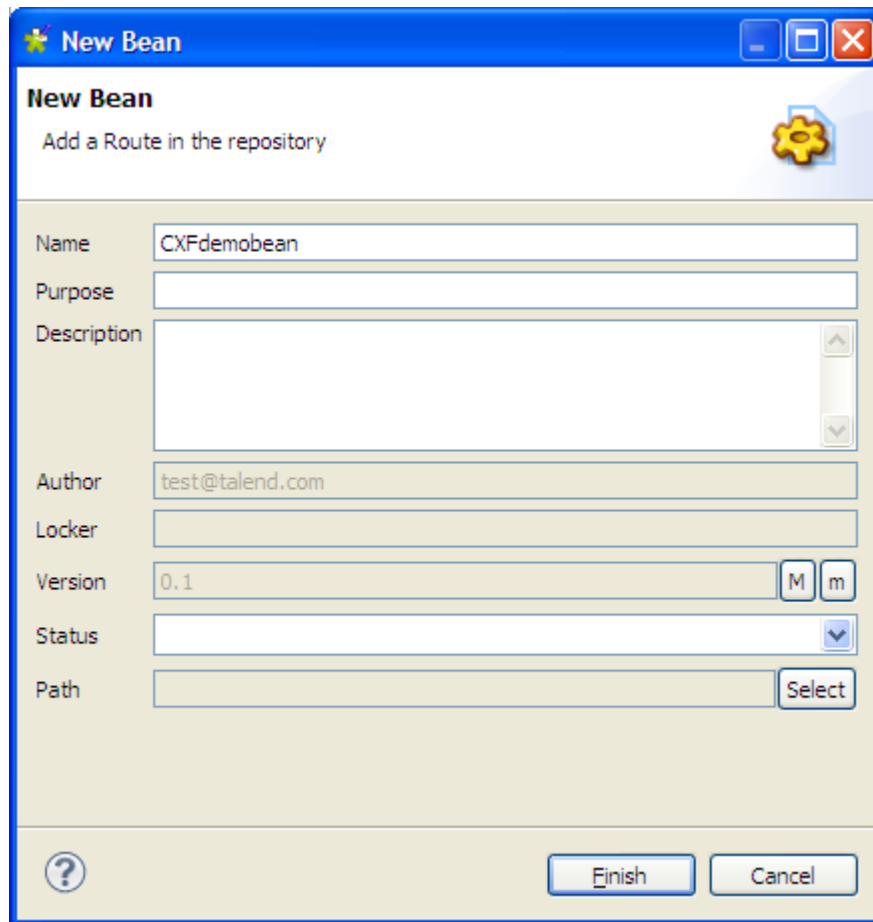 New Bean
New Bean
Add a Route in the repository
Name CXFdemobean
Purpose
Description
Author test@talend.com
Locker
Version 0.1 M m
Status
Path Select
? Finish Cancel